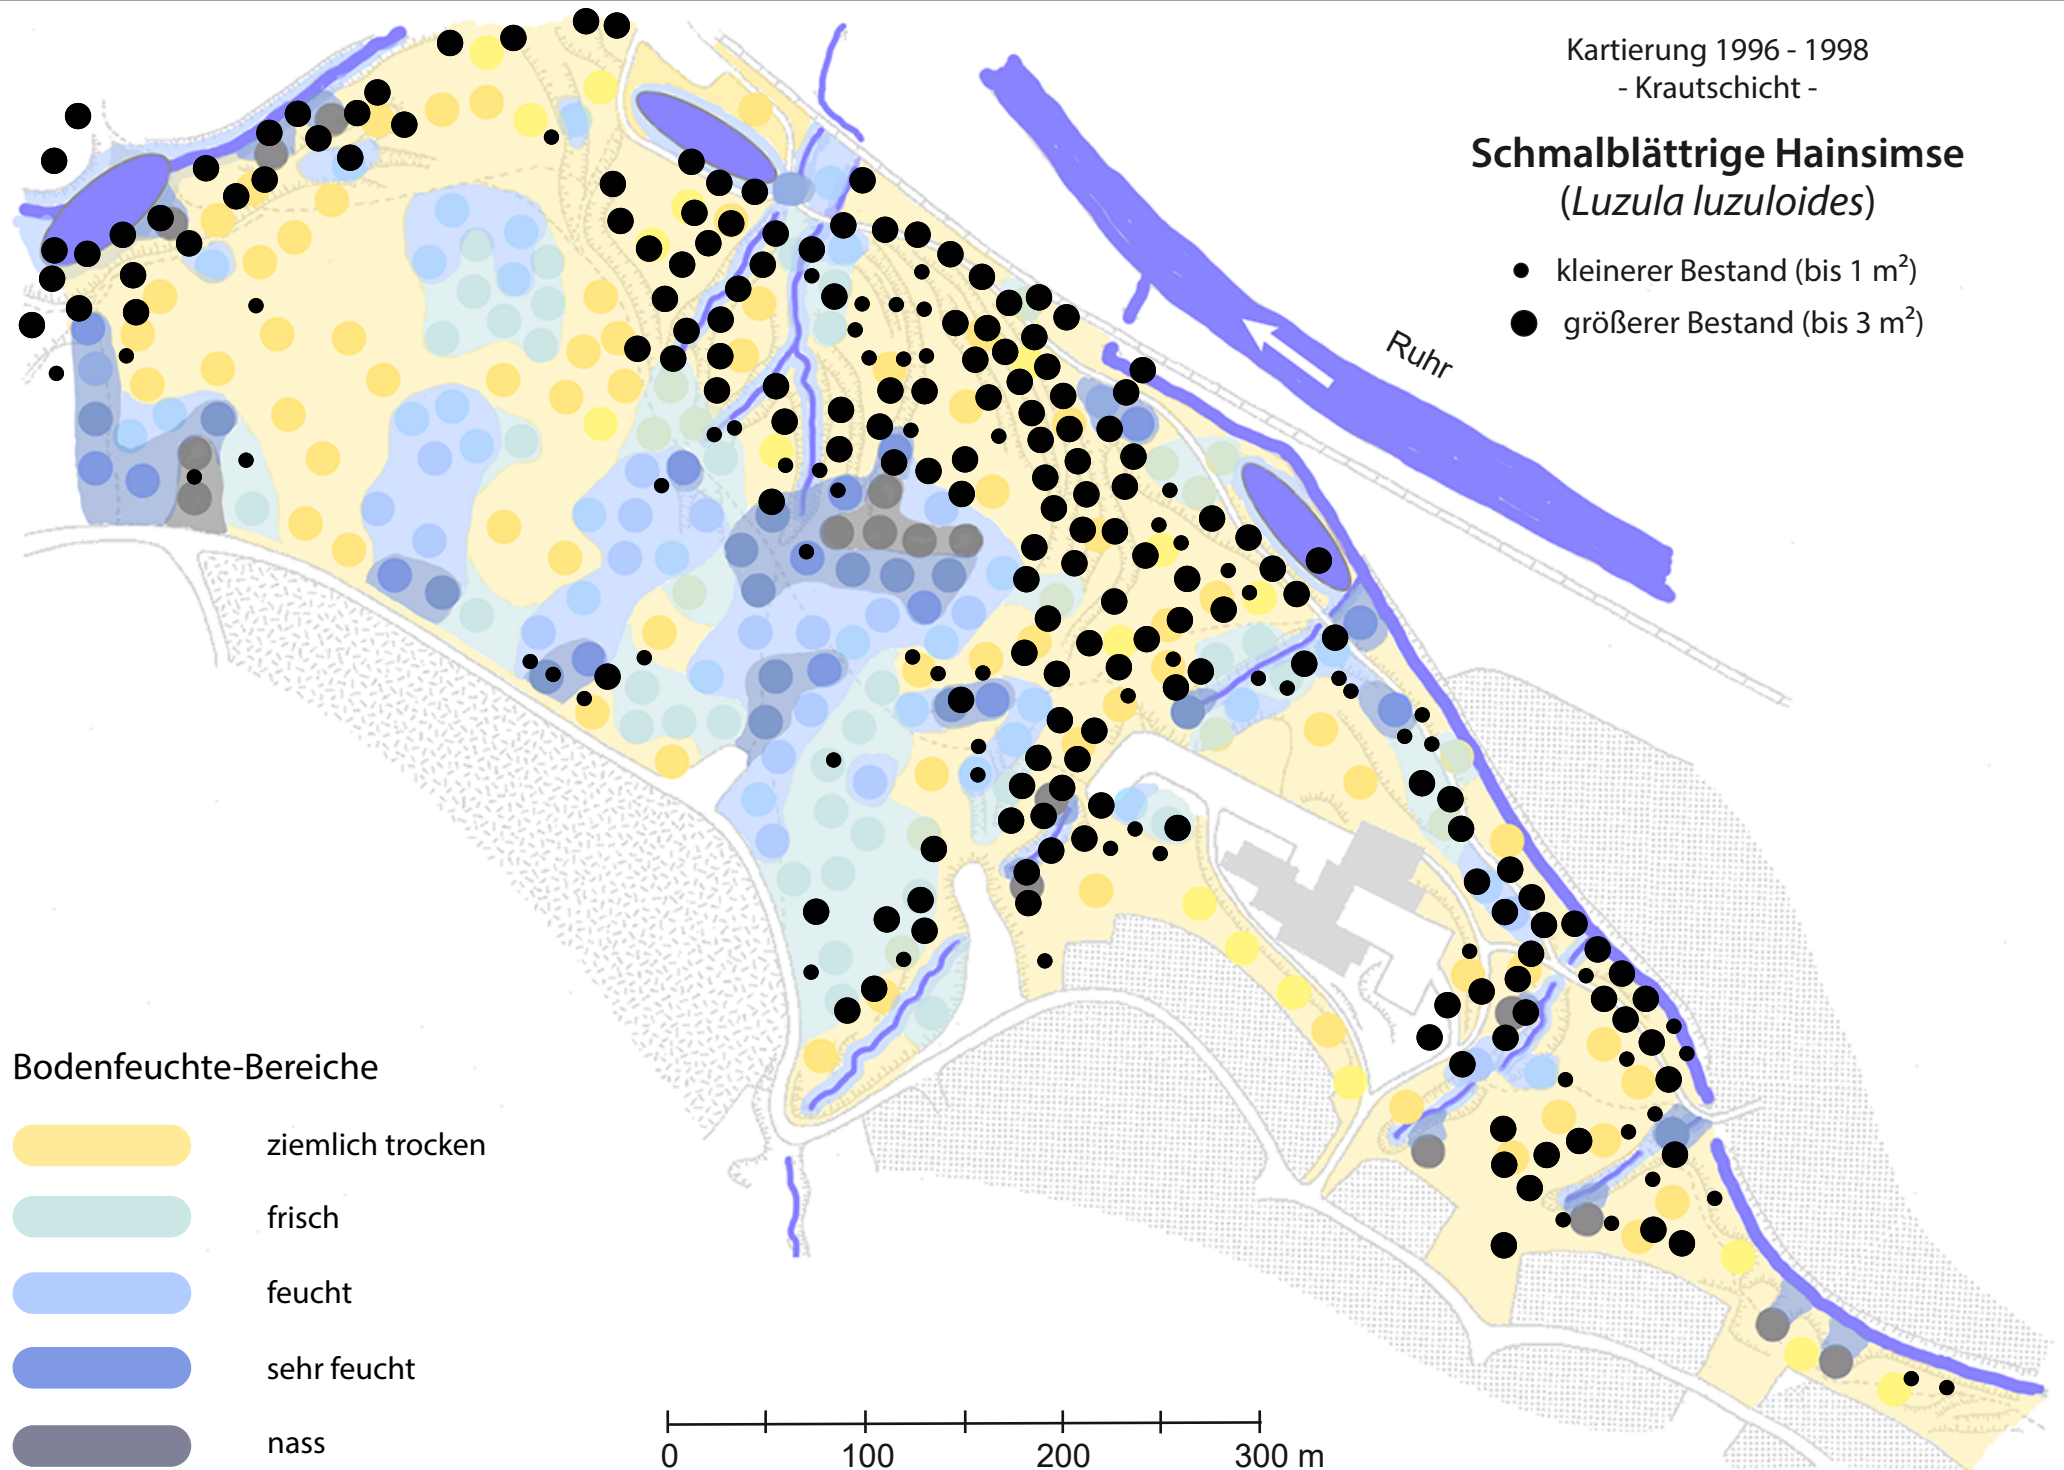 Kartierung 1996 - 1998
- Krautschicht -
Schmalblättrige Hainsimse
(Luzula luzuloides)
kleinerer Bestand (bis 1 m²)
größerer Bestand (bis 3 m²)
Ruhr
Bodenfeuchte-Bereiche
ziemlich trocken
frisch
feucht
sehr feucht
nass
0 100 200 300 m